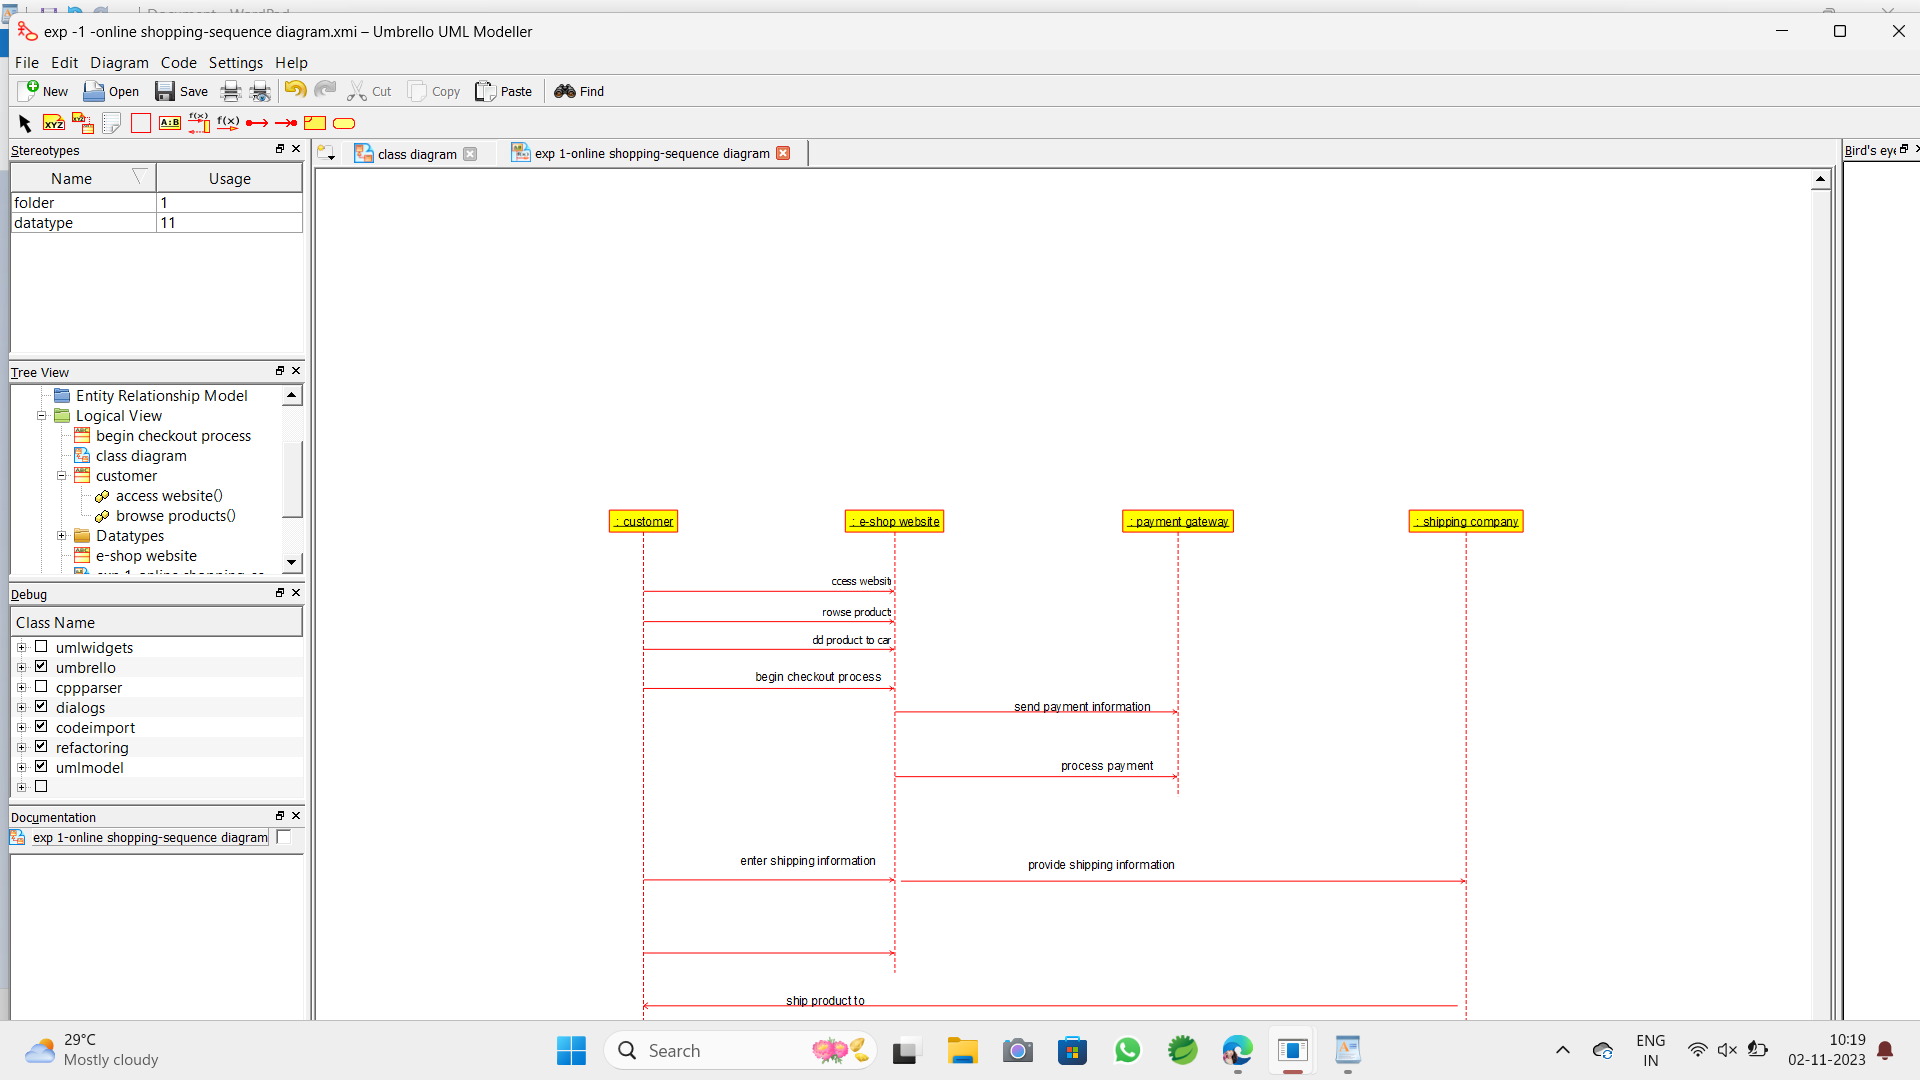 Document - WordPad
exp -1 -online shopping-sequence diagram.xmi – Umbrello UML Modeller
File Edit Diagram Code Settings Help
New Open Save Cut Copy Paste Find
XYZ A:B f(x) f(x)
Stereotypes
Name Usage
folder 1
datatype 11
class diagram exp 1-online shopping-sequence diagram
Bird's eye
Tree View
Entity Relationship Model
Logical View
begin checkout process
class diagram
customer
access website()
browse products()
Datatypes
e-shop website
Debug
Class Name
umlwidgets
umbrello
cppparser
dialogs
codeimport
refactoring
umlmodel
Documentation
exp 1-online shopping-sequence diagram
: customer : e-shop website : payment gateway : shipping company
ccess websit
rowse product
dd product to car
begin checkout process
send payment information
process payment
enter shipping information provide shipping information
ship product to
29°C
Mostly cloudy
Search
ENG
IN
10:19
02-11-2023